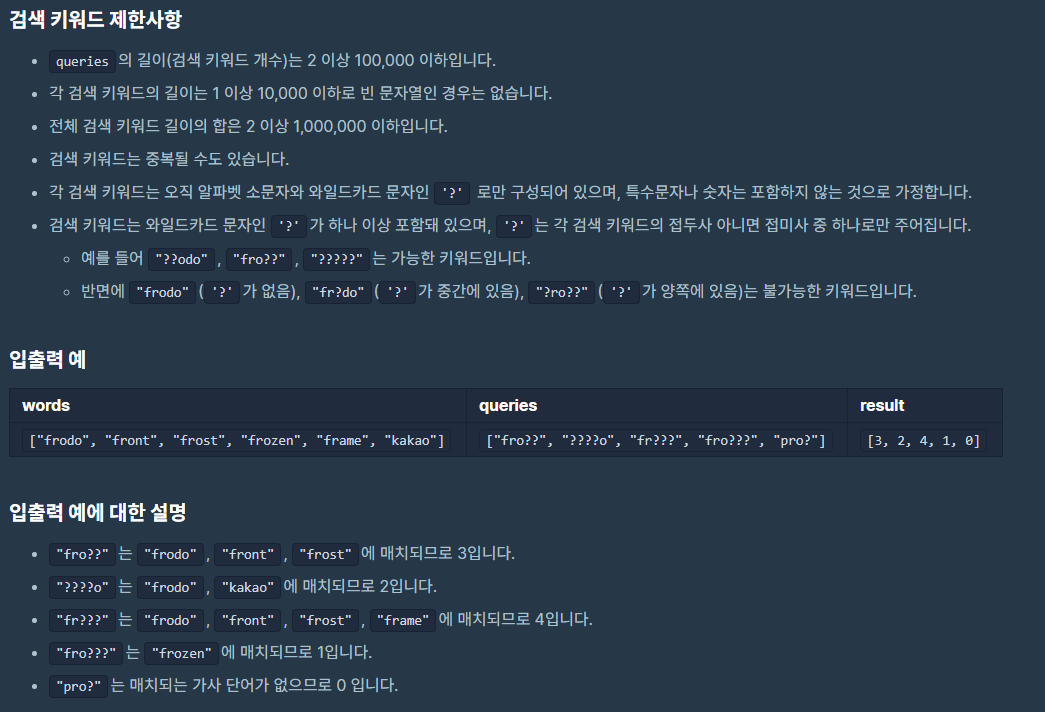 검색 키워드 제한사항
queries 의 길이(검색 키워드 개수)는 2 이상 100,000 이하입니다.
각 검색 키워드의 길이는 1 이상 10,000 이하로 빈 문자열인 경우는 없습니다.
전체 검색 키워드 길이의 합은 2 이상 1,000,000 이하입니다.
검색 키워드는 중복될 수도 있습니다.
각 검색 키워드는 오직 알파벳 소문자와 와일드카드 문자인 '?' 로만 구성되어 있으며, 특수문자나 숫자는 포함하지 않는 것으로 가정합니다.
검색 키워드는 와일드카드 문자인 '?' 가 하나 이상 포함돼 있으며, '?' 는 각 검색 키워드의 접두사 아니면 접미사 중 하나로만 주어집니다.
예를 들어 "??odo" , "fro??" , "?????" 는 가능한 키워드입니다.
반면에 "frodo" ( '?' 가 없음), "fr?do" ( '?' 가 중간에 있음), "?ro??" ( '?' 가 양쪽에 있음)는 불가능한 키워드입니다.
입출력 예
words queries result
["frodo", "front", "frost", "frozen", "frame", "kakao"] ["fro??", "????o", "fr???", "fro???", "pro?"] [3, 2, 4, 1, 0]
입출력 예에 대한 설명
"fro??" 는 "frodo" , "front" , "frost" 에 매치되므로 3입니다.
"????o" 는 "frodo" , "kakao" 에 매치되므로 2입니다.
"fr???" 는 "frodo" , "front" , "frost" , "frame" 에 매치되므로 4입니다.
"fro???" 는 "frozen" 에 매치되므로 1입니다.
"pro?" 는 매치되는 가사 단어가 없으므로 0 입니다.